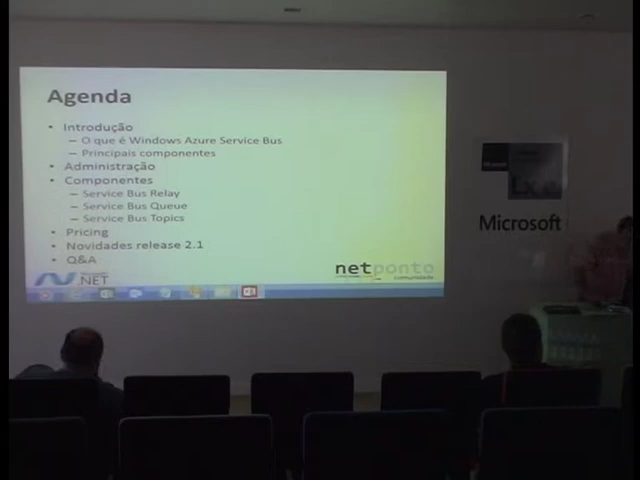 Agenda
• Introdução
– O que é Windows Azure Service Bus
– Principais componentes
• Administração
• Componentes
– Service Bus Relay
– Service Bus Queue
– Service Bus Topics
• Pricing
• Novidades release 2.1
• Q&A
.NET
netponto
comunidade
Microsoft